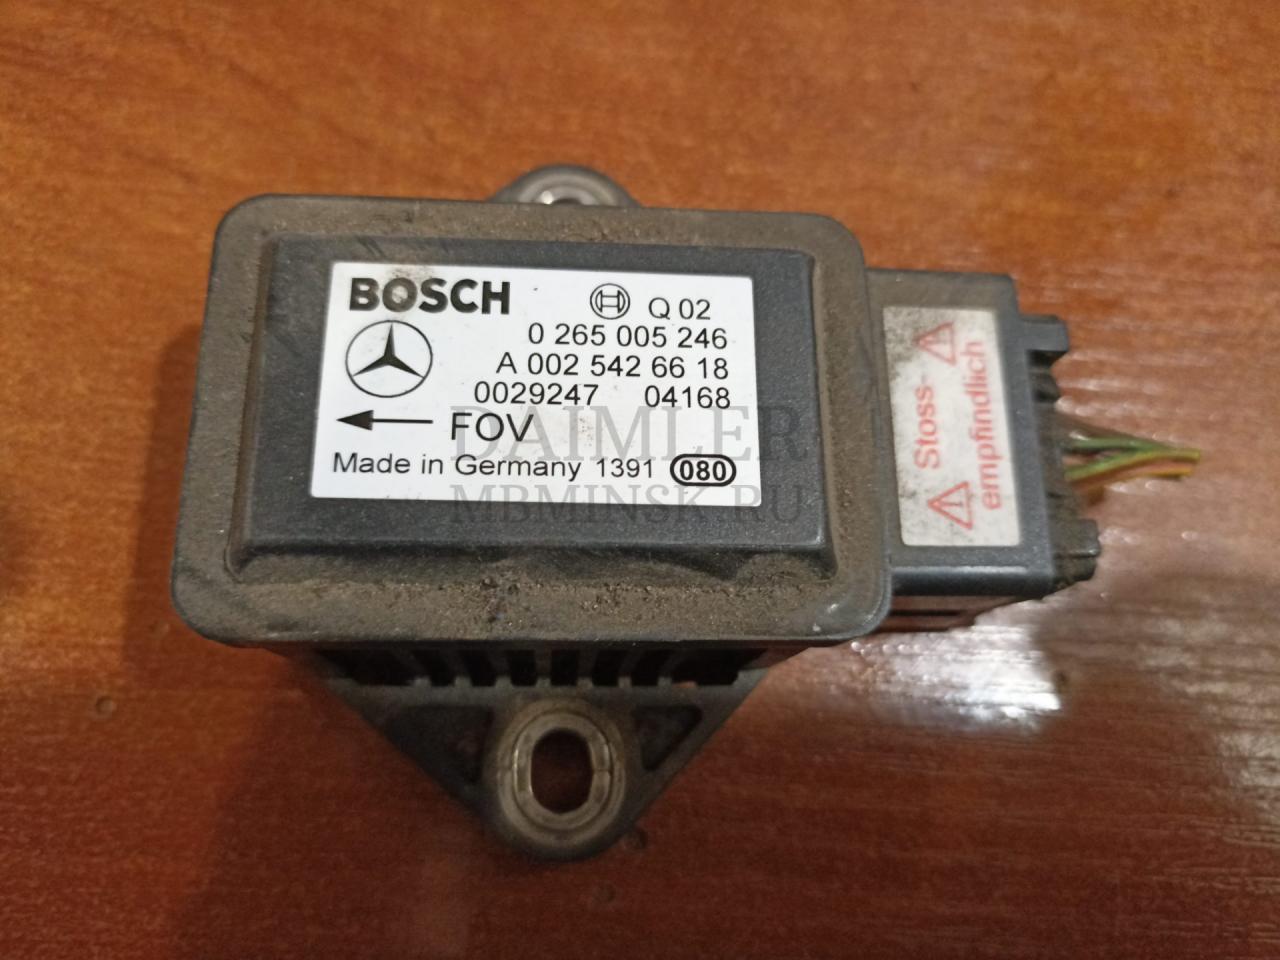 BOSCH
Q 02
0 265 005 246
A 002 542 66 18
0029247 04168
FOV
Made in Germany 1391 080
Stoss-
empfindlich
DAIMLER
MBMINSK.RU